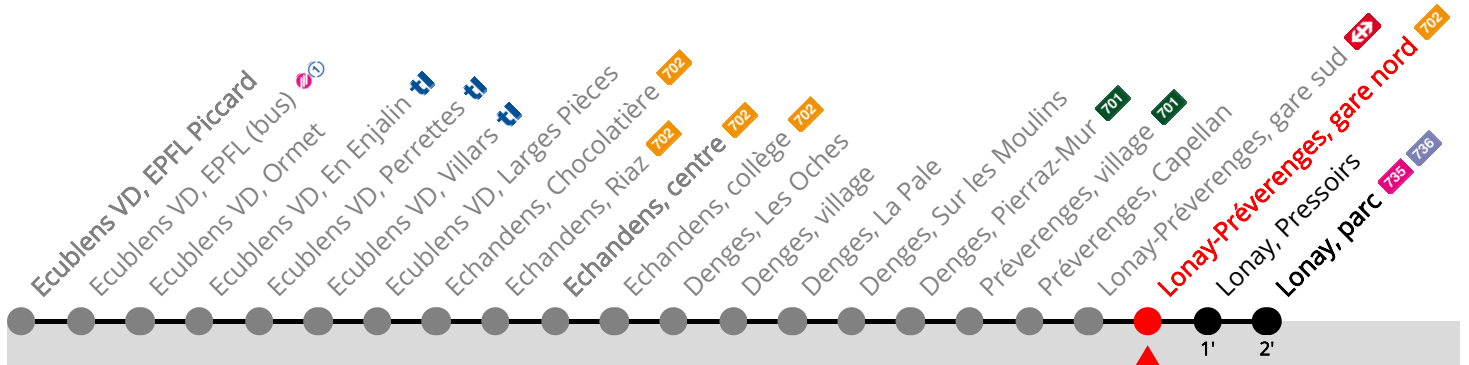 Ecublens VD, EPFL Piccard
Ecublens VD, EPFL (bus) 1
Ecublens VD, Ormet
Ecublens VD, En Enjalin tl
Ecublens VD, Perrettes tl
Ecublens VD, Villars tl
Ecublens VD, Larges Pièces
Echandens, Chocolatière 702
Echandens, Riaz 702
Echandens, centre 702
Echandens, collège 702
Denges, Les Oches
Denges, village
Denges, La Pale
Denges, Sur les Moulins
Denges, Pierraz-Mur 701
Préverenges, village 701
Préverenges, Capellan
Lonay-Préverenges, gare sud
Lonay-Préverenges, gare nord 702
Lonay, Pressoirs
Lonay, parc 735 736
1' 2'